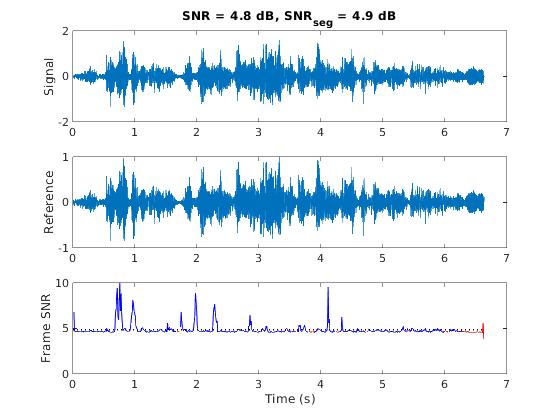 SNR = 4.8 dB, SNRseg = 4.9 dB
2
0
-2
Signal
0 1 2 3 4 5 6 7
1
0
-1
Reference
0 1 2 3 4 5 6 7
10
5
0
Frame SNR
0 1 2 3 4 5 6 7
Time (s)